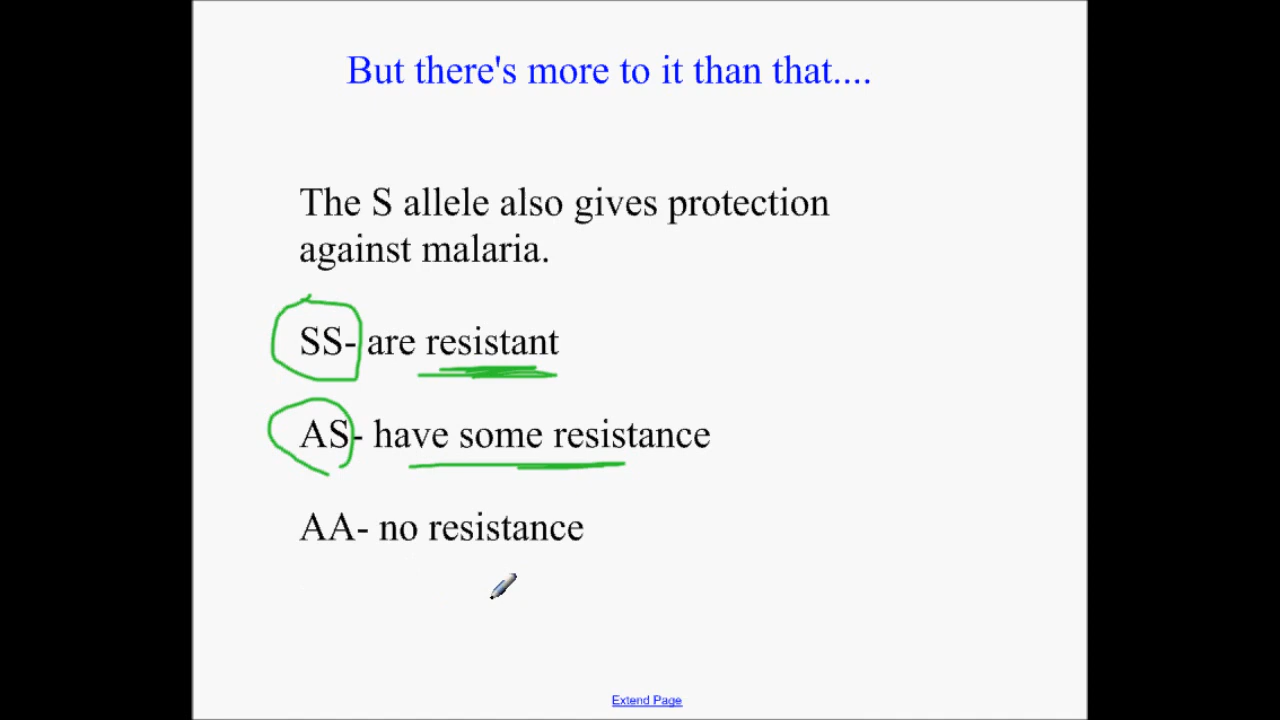 But there's more to it than that....
The S allele also gives protection
against malaria.
SS- are resistant
AS- have some resistance
AA- no resistance
Extend Page